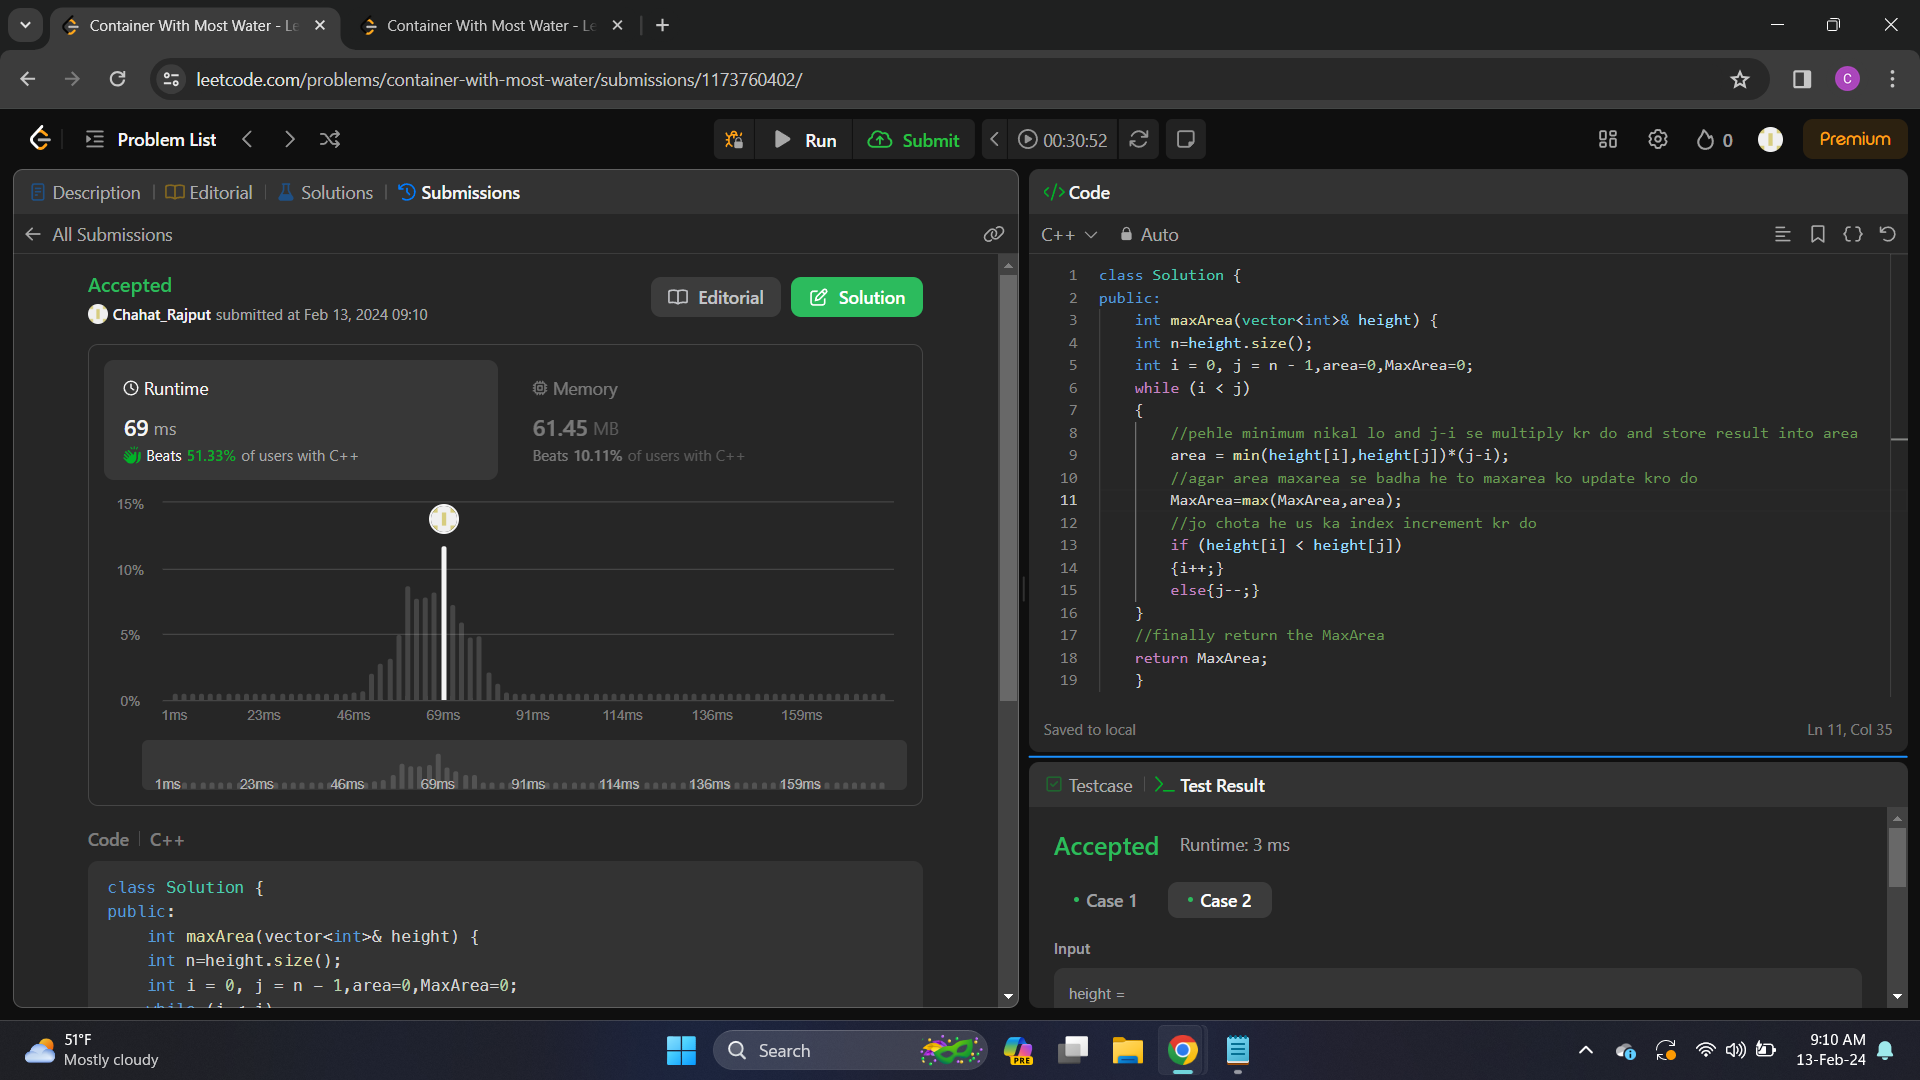 Container With Most Water - Le
Container With Most Water - Le
leetcode.com/problems/container-with-most-water/submissions/1173760402/
C
Problem List
Run
Submit
00:30:52
0
Premium
Description
Editorial
Solutions
Submissions
All Submissions
Accepted
Chahat_Rajput submitted at Feb 13, 2024 09:10
Editorial
Solution
Runtime
69 ms
Beats 51.33% of users with C++
Memory
61.45 MB
Beats 10.11% of users with C++
15%
10%
5%
0%
1ms 23ms 46ms 69ms 91ms 114ms 136ms 159ms
1ms 23ms 46ms 69ms 91ms 114ms 136ms 159ms
Code
C++
class Solution {
public:
int maxArea(vector<int>& height) {
int n=height.size();
int i = 0, j = n - 1,area=0,MaxArea=0;
</> Code
C++
Auto
1 class Solution {
2 public:
3 int maxArea(vector<int>& height) {
4 int n=height.size();
5 int i = 0, j = n - 1,area=0,MaxArea=0;
6 while (i < j)
7 {
8 //pehle minimum nikal lo and j-i se multiply kr do and store result into area
9 area = min(height[i],height[j])*(j-i);
10 //agar area maxarea se badha he to maxarea ko update kro do
11 MaxArea=max(MaxArea,area);
12 //jo chota he us ka index increment kr do
13 if (height[i] < height[j])
14 {i++;}
15 else{j--;}
16 }
17 //finally return the MaxArea
18 return MaxArea;
19 }
Saved to local
Ln 11, Col 35
Testcase
Test Result
Accepted
Runtime: 3 ms
Case 1
Case 2
Input
height =
51°F
Mostly cloudy
Search
PRE
9:10 AM
13-Feb-24